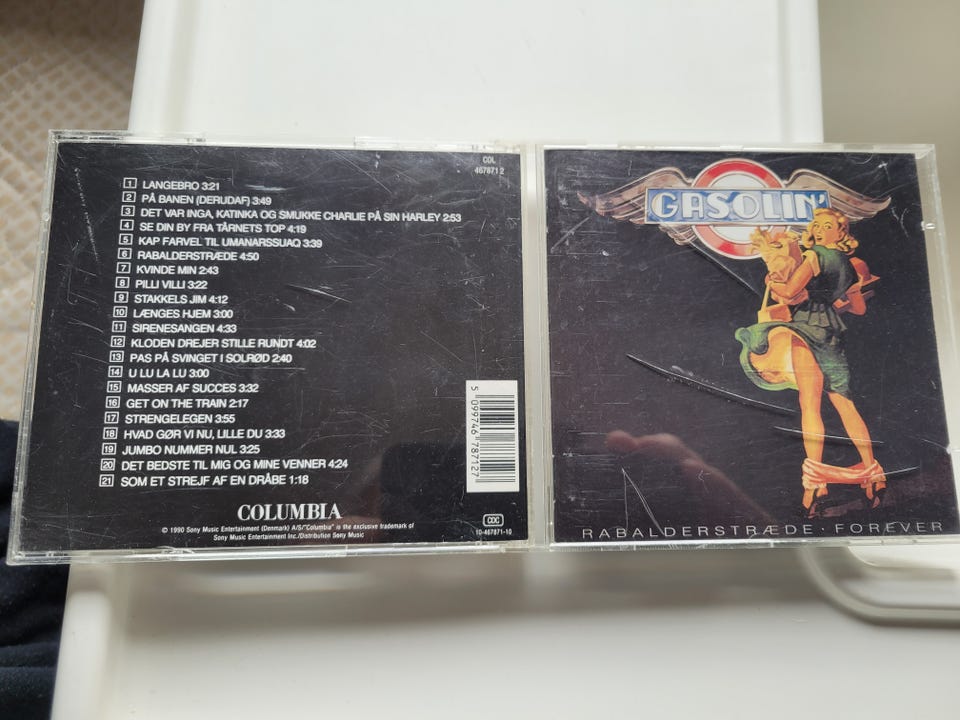 COL
467871 2
1 LANGEBRO 3:21
2 PÅ BANEN (DERUDAF) 3:49
3 DET VAR INGA, KATINKA OG SMUKKE CHARLIE PÅ SIN HARLEY 2:53
4 SE DIN BY FRA TÅRNETS TOP 4:19
5 KAP FARVEL TIL UMANARSSUAQ 3:39
6 RABALDERSTRÆDE 4:50
7 KVINDE MIN 2:43
8 PILLI VILLI 3:22
9 STAKKELS JIM 4:12
10 LÆNGES HJEM 3:00
11 SIRENESANGEN 4:33
12 KLODEN DREJER STILLE RUNDT 4:02
13 PAS PÅ SVINGET I SOLRØD 2:40
14 U LU LA LU 3:00
15 MASSER AF SUCCES 3:32
16 GET ON THE TRAIN 2:17
17 STRENGELEGEN 3:55
18 HVAD GØR VI NU, LILLE DU 3:33
19 JUMBO NUMMER NUL 3:25
20 DET BEDSTE TIL MIG OG MINE VENNER 4:24
21 SOM ET STREJF AF EN DRÅBE 1:18
5 099746 787127
COLUMBIA
© 1990 Sony Music Entertainment (Denmark) A/S/"Columbia" is the exclusive trademark of
Sony Music Entertainment Inc./Distribution Sony Music
CDC
10-467871-10
GASOLIN'
RABALDERSTRÆDE · FOREVER